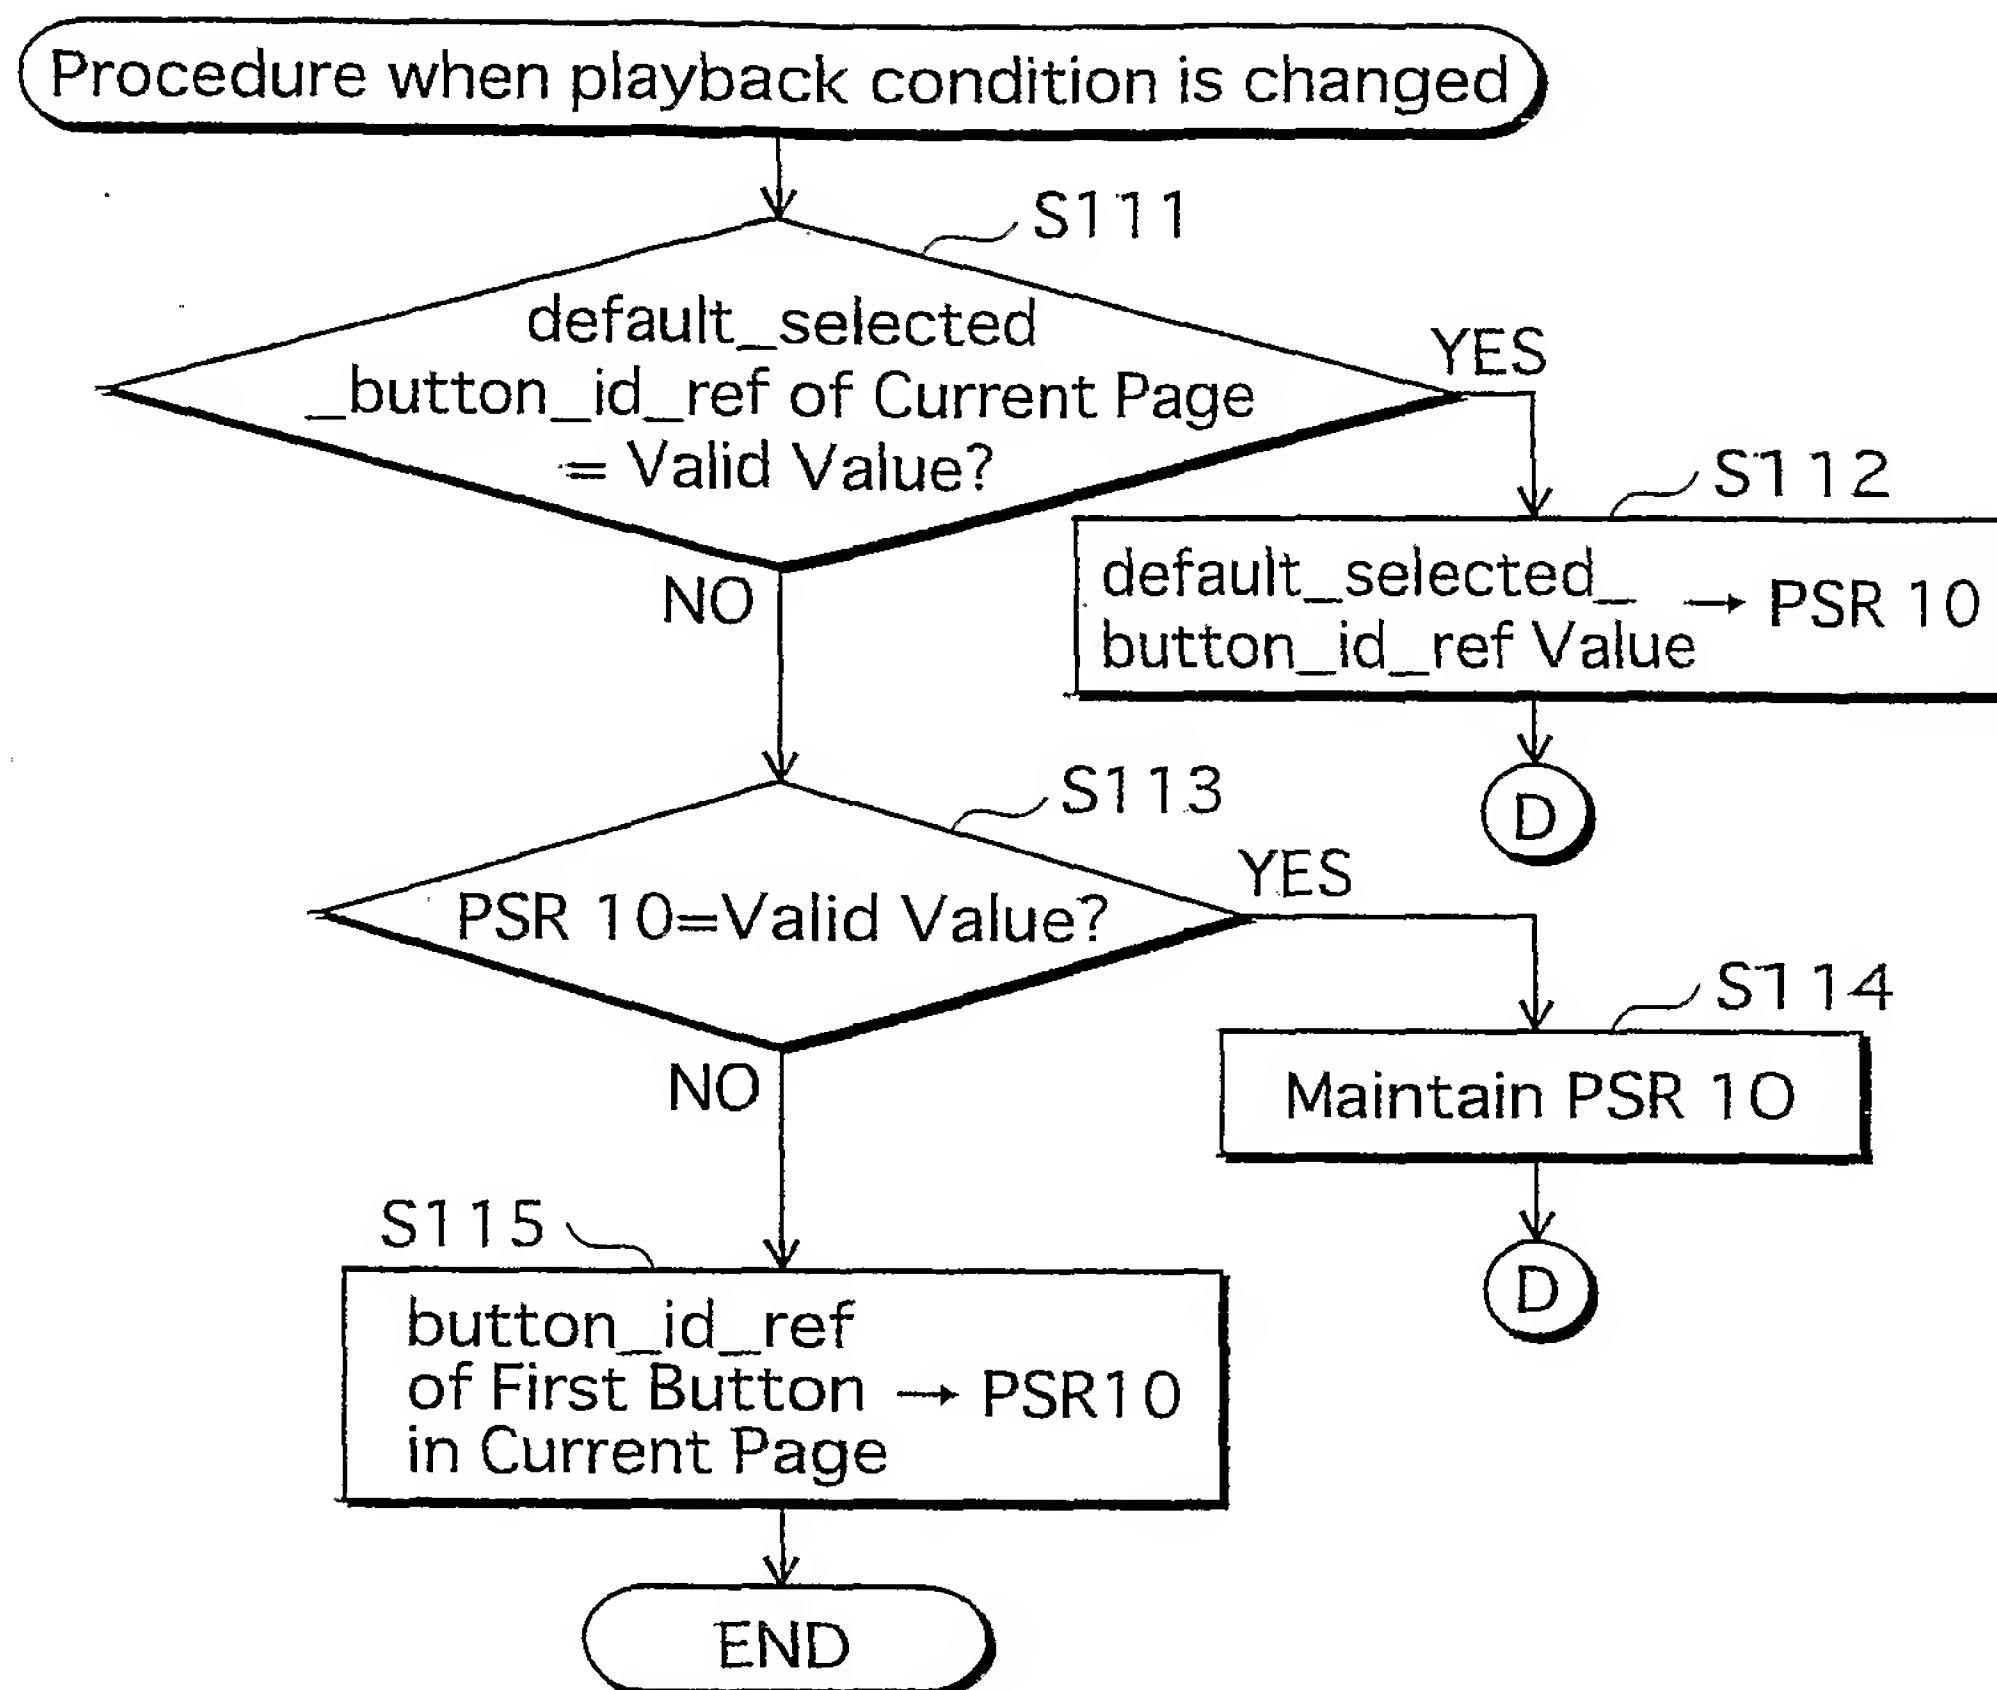 Procedure when playback condition is changed
S111
default_selected
_button_id_ref of Current Page
= Valid Value?
YES
NO
S112
default_selected_
button_id_ref Value → PSR 10
D
S113
PSR 10=Valid Value?
YES
NO
S114
Maintain PSR 10
D
S115
button_id_ref
of First Button → PSR10
in Current Page
END